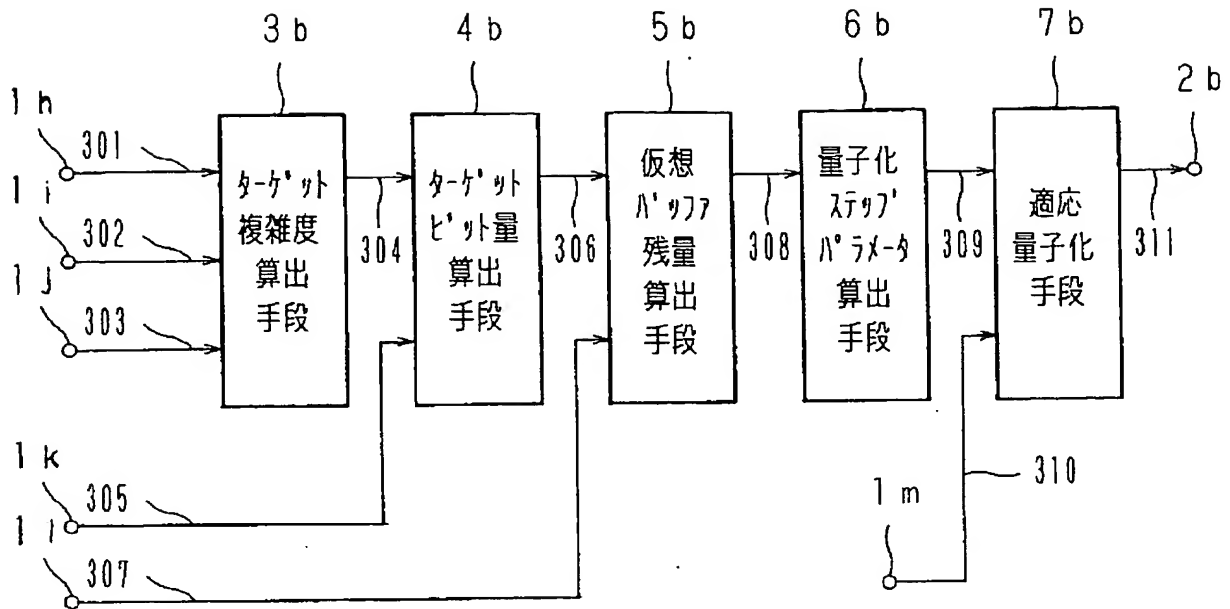 3b
4b
5b
6b
7b
2b
1h
301
1i
302
1j
303
ターゲット
複雑度
算出
手段
304
ターゲット
ビット量
算出
手段
306
仮想
バッファ
残量
算出
手段
308
量子化
ステップ
パラメータ
算出
手段
309
適応
量子化
手段
311
1k
305
1l
307
1m
310